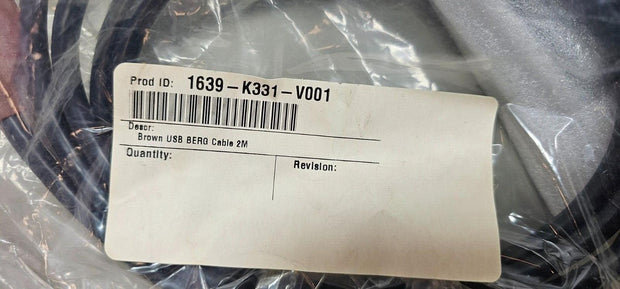 Prod ID: 1639-K331-V001
Descr:
Brown USB BERG Cable 2M
Quantity:
Revision: